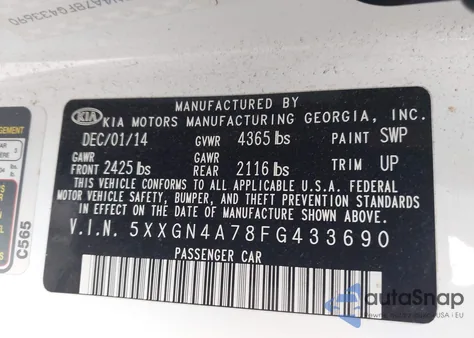 N4A78FG433690
MANUFACTURED BY
KIA KIA MOTORS MANUFACTURING GEORGIA, INC.
DEC/01/14 GVWR 4365 lbs PAINT SWP
GAWR GAWR
FRONT 2425 lbs REAR 2116 lbs TRIM UP
THIS VEHICLE CONFORMS TO ALL APPLICABLE U.S.A. FEDERAL
MOTOR VEHICLE SAFETY, BUMPER, AND THEFT PREVENTION
STANDARDS IN EFFECT ON THE DATE OF MANUFACTURE SHOWN ABOVE.
V.I.N. 5XXGN4A78FG433690
PASSENGER CAR
C565
autoSnap